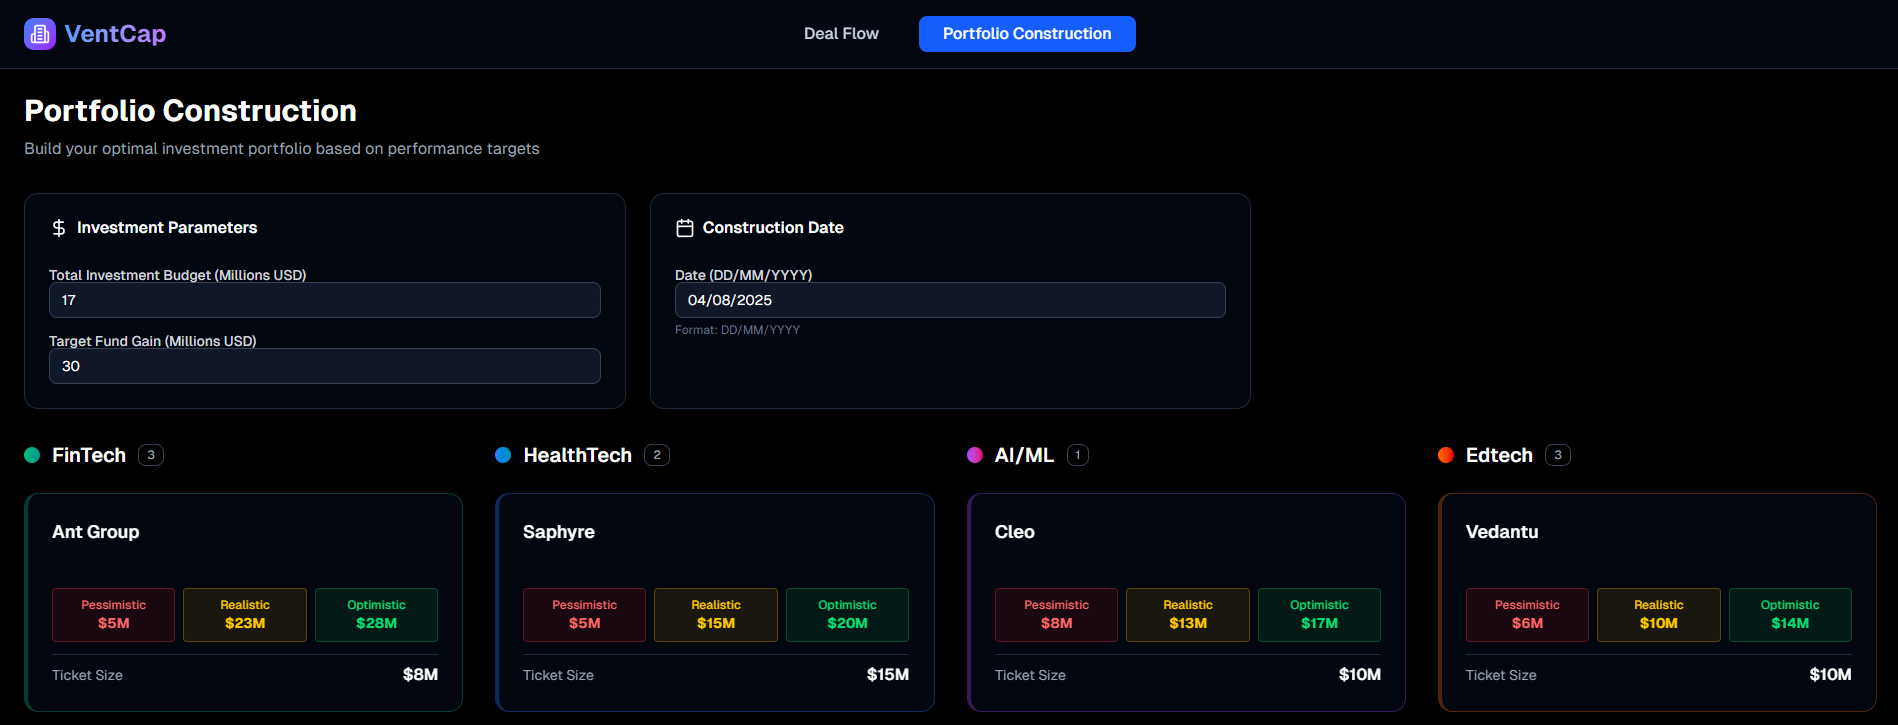 VentCap
Deal Flow
Portfolio Construction
Portfolio Construction
Build your optimal investment portfolio based on performance targets
Investment Parameters
Total Investment Budget (Millions USD)
17
Target Fund Gain (Millions USD)
30
Construction Date
Date (DD/MM/YYYY)
04/08/2025
Format: DD/MM/YYYY
FinTech 3
Ant Group
Pessimistic Realistic Optimistic
$5M $23M $28M
Ticket Size $8M
HealthTech 2
Saphyre
Pessimistic Realistic Optimistic
$5M $15M $20M
Ticket Size $15M
AI/ML 1
Cleo
Pessimistic Realistic Optimistic
$8M $13M $17M
Ticket Size $10M
Edtech 3
Vedantu
Pessimistic Realistic Optimistic
$6M $10M $14M
Ticket Size $10M